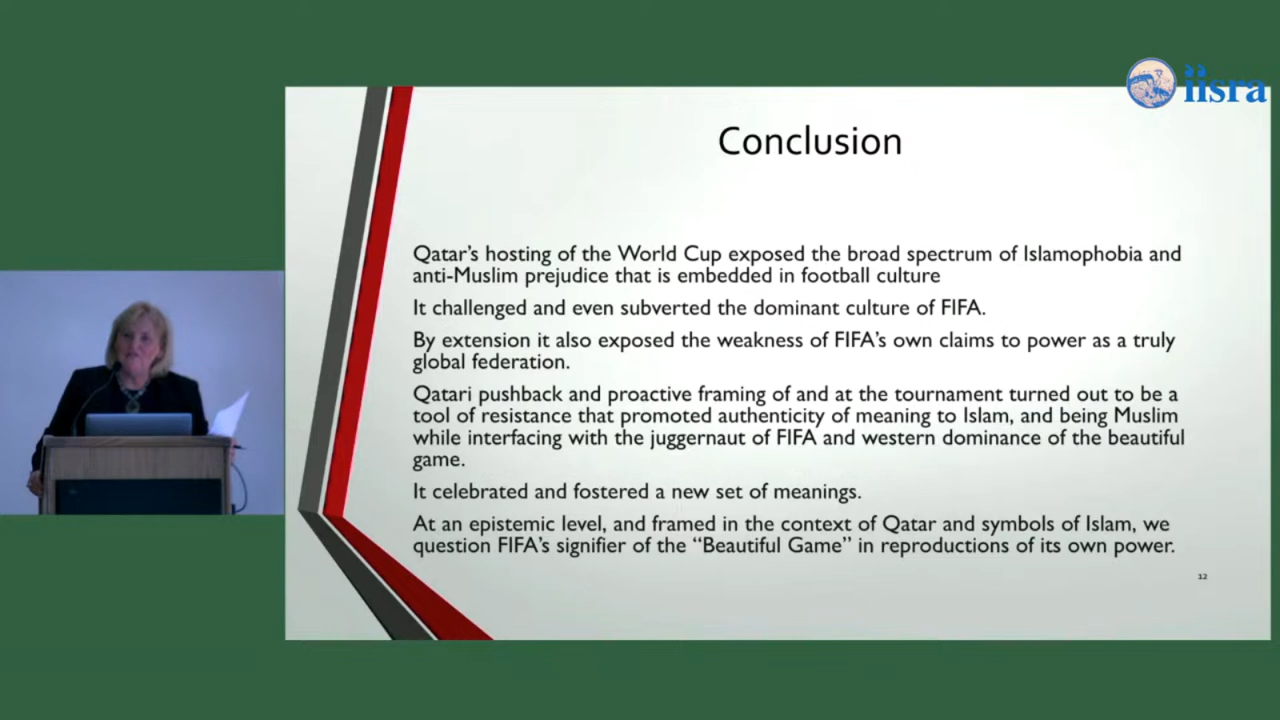 iisra
Conclusion
Qatar's hosting of the World Cup exposed the broad spectrum of Islamophobia and
anti-Muslim prejudice that is embedded in football culture
It challenged and even subverted the dominant culture of FIFA.
By extension it also exposed the weakness of FIFA's own claims to power as a truly
global federation.
Qatari pushback and proactive framing of and at the tournament turned out to be a
tool of resistance that promoted authenticity of meaning to Islam, and being Muslim
while interfacing with the juggernaut of FIFA and western dominance of the beautiful
game.
It celebrated and fostered a new set of meanings.
At an epistemic level, and framed in the context of Qatar and symbols of Islam, we
question FIFA's signifier of the “Beautiful Game” in reproductions of its own power.
12